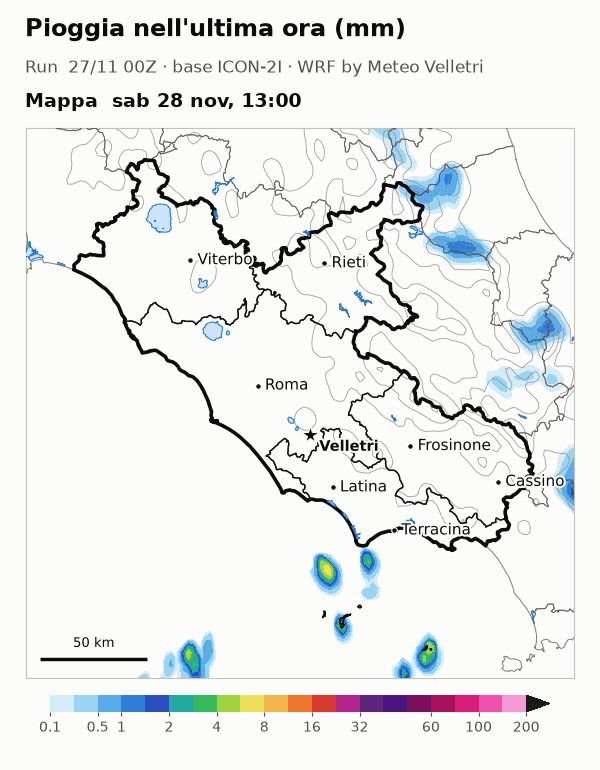 Pioggia nell'ultima ora (mm)
Run 27/11 00Z · base ICON-2I · WRF by Meteo Velletri
Mappa sab 28 nov, 13:00
Viterbo
Rieti
Roma
Velletri
Frosinone
Latina
Cassino
Terracina
50 km
0.1 0.5 1 2 4 8 16 32 60 100 200